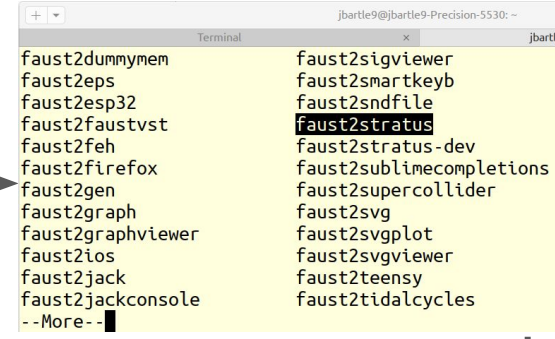 jbartle9@jbartle9-Precision-5530: ~
Terminal × jbartl
faust2dummymem faust2sigviewer
faust2eps faust2smartkeyb
faust2esp32 faust2sndfile
faust2faustvst faust2stratus
faust2feh faust2stratus-dev
faust2firefox faust2sublimecompletions
faust2gen faust2supercollider
faust2graph faust2svg
faust2graphviewer faust2svgplot
faust2ios faust2svgviewer
faust2jack faust2teensy
faust2jackconsole faust2tidalcycles
--More--